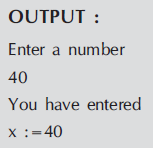 OUTPUT :
Enter a number
40
You have entered
x :=40